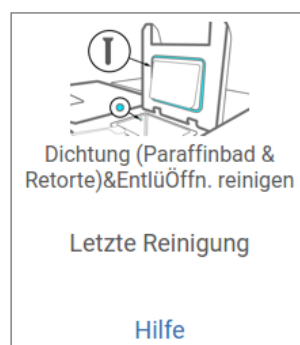 Dichtung (Paraffinbad &
Retorte)&EntlüÖffn. reinigen
Letzte Reinigung
Hilfe